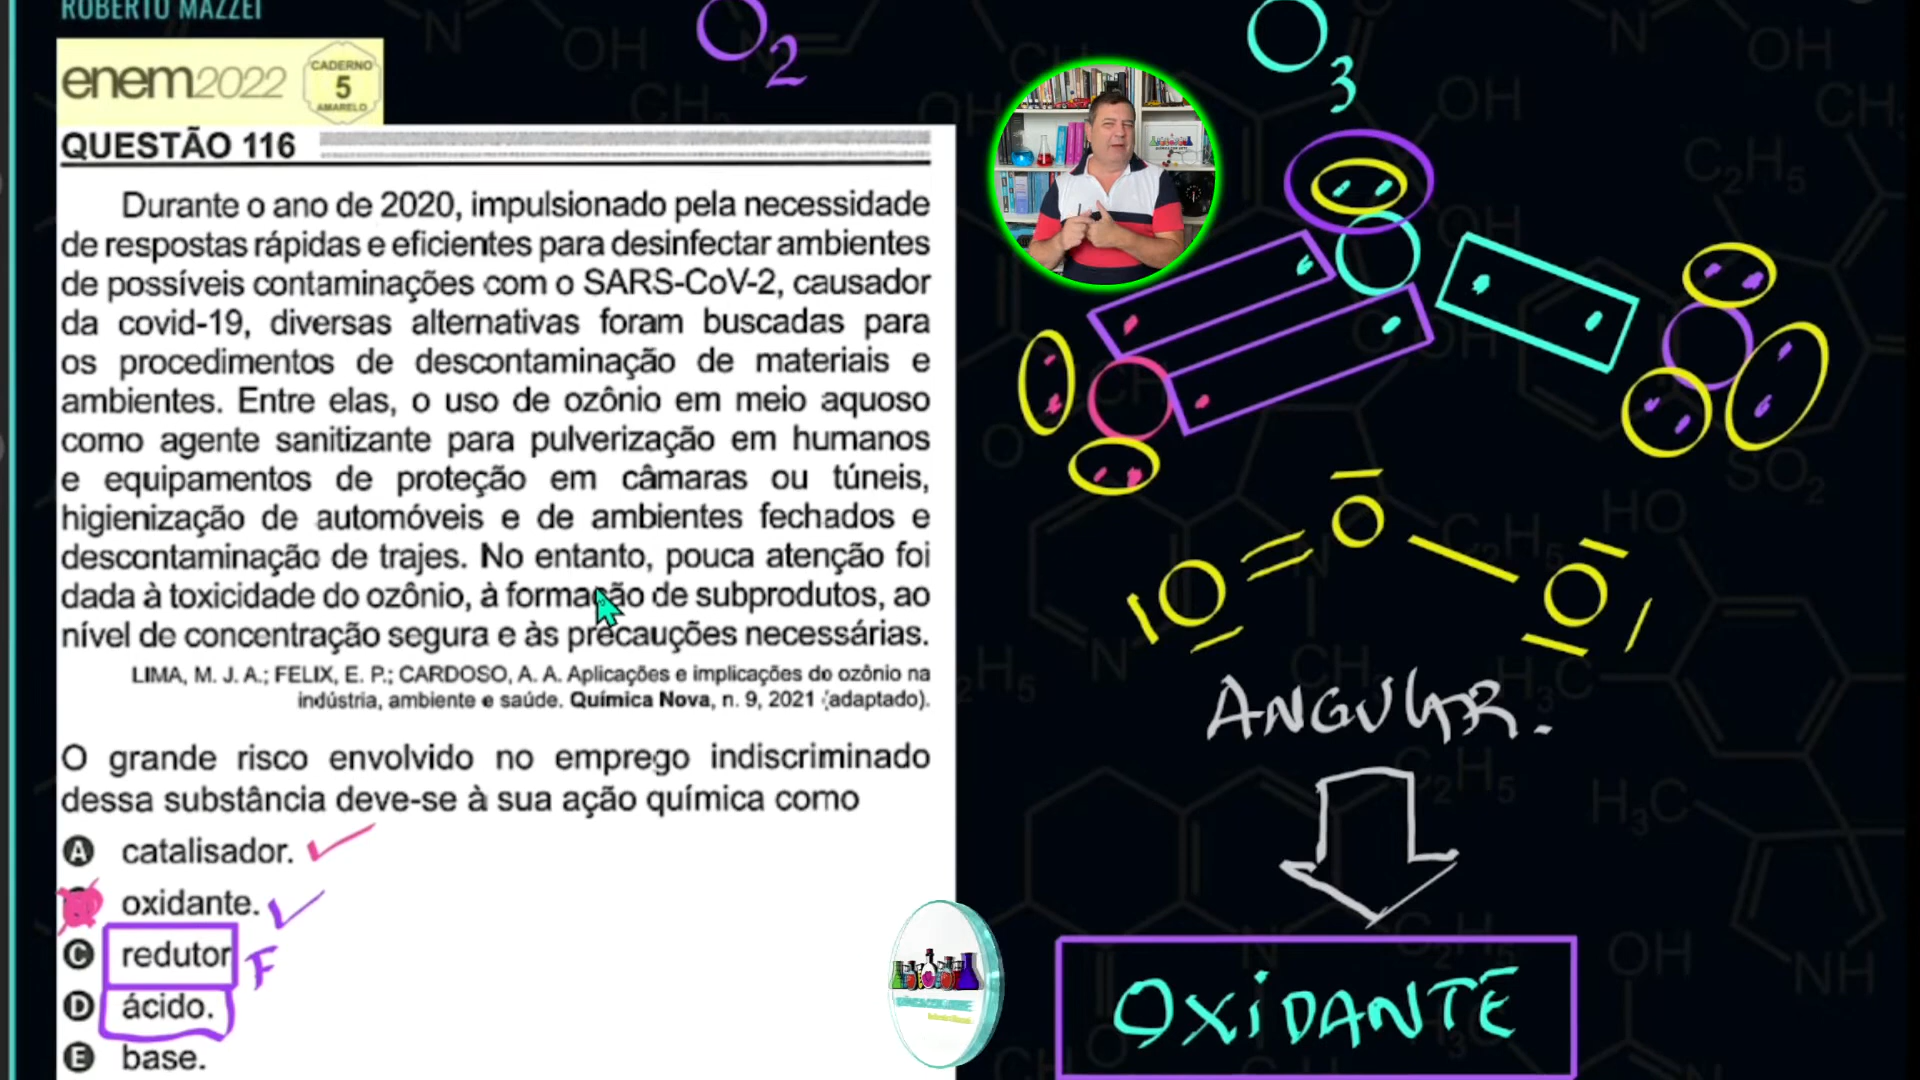 ROBERTO MAZZEI
enem2022
CADERNO
5
AMARELO
QUESTÃO 116
Durante o ano de 2020, impulsionado pela necessidade
de respostas rápidas e eficientes para desinfectar ambientes
de possíveis contaminações com o SARS-CoV-2, causador
da covid-19, diversas alternativas foram buscadas para
os procedimentos de descontaminação de materiais e
ambientes. Entre elas, o uso de ozônio em meio aquoso
como agente sanitizante para pulverização em humanos
e equipamentos de proteção em câmaras ou túneis,
higienização de automóveis e de ambientes fechados e
descontaminação de trajes. No entanto, pouca atenção foi
dada à toxicidade do ozônio, à formação de subprodutos, ao
nível de concentração segura e às precauções necessárias.
LIMA, M. J. A.; FELIX, E. P.; CARDOSO, A. A. Aplicações e implicações do ozônio na
indústria, ambiente e saúde. Química Nova, n. 9, 2021 (adaptado).
O grande risco envolvido no emprego indiscriminado
dessa substância deve-se à sua ação química como
A catalisador.
oxidante.
C redutor F
D ácido.
E base.
O2
O3
O = O — O
ANGULAR.
OXIDANTE